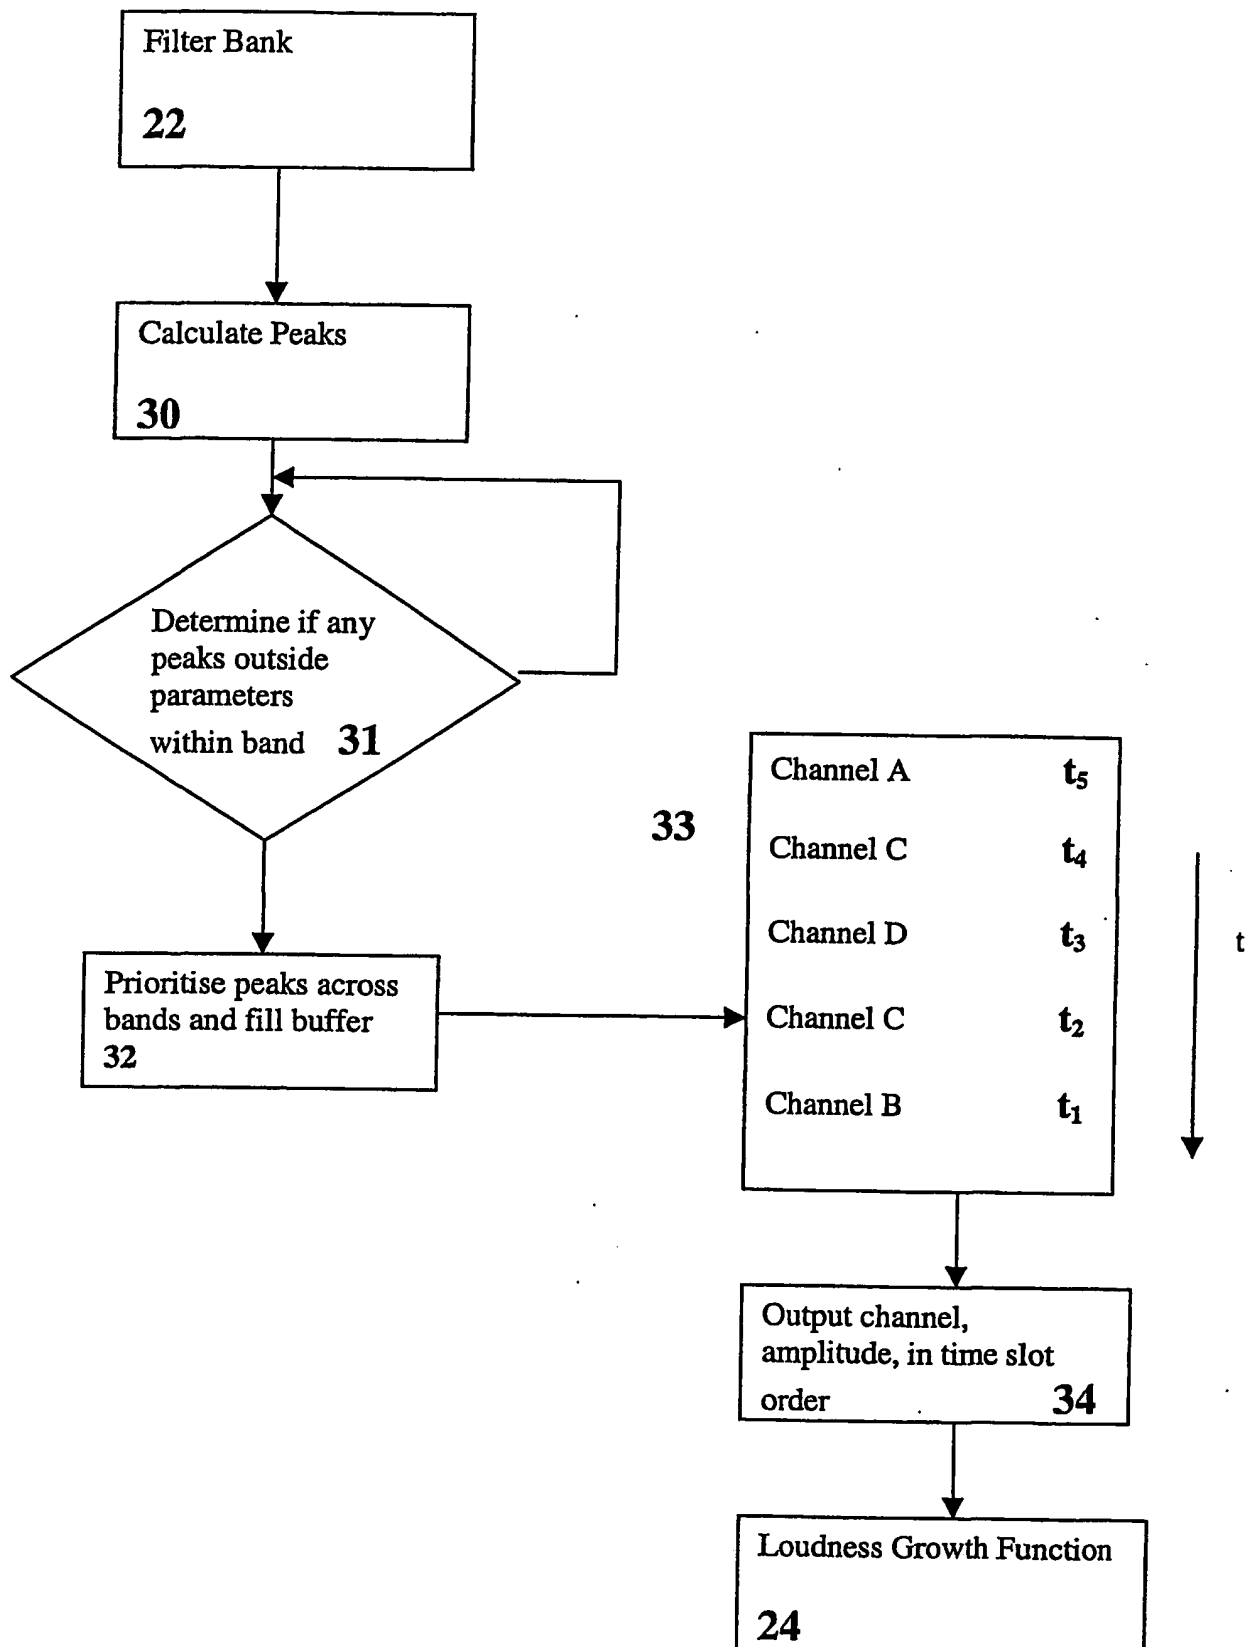 Filter Bank
22
Calculate Peaks
30
Determine if any
peaks outside
parameters
within band 31
Prioritise peaks across
bands and fill buffer
32
33
Channel A t₅
Channel C t₄
Channel D t₃
Channel C t₂
Channel B t₁
t
Output channel,
amplitude, in time slot
order 34
Loudness Growth Function
24